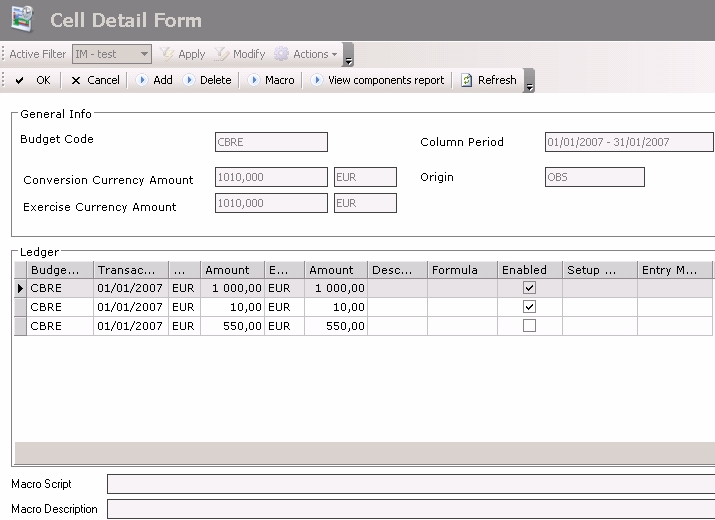 Cell Detail Form
Active Filter IM - test Apply Modify Actions
OK Cancel Add Delete Macro View components report Refresh
General Info
Budget Code CBRE Column Period 01/01/2007 - 31/01/2007
Conversion Currency Amount 1010,000 EUR Origin OBS
Exercise Currency Amount 1010,000 EUR
Ledger
Budge... Transac... ... Amount E... Amount Desc... Formula Enabled Setup ... Entry M...
CBRE 01/01/2007 EUR 1 000,00 EUR 1 000,00
CBRE 01/01/2007 EUR 10,00 EUR 10,00
CBRE 01/01/2007 EUR 550,00 EUR 550,00
Macro Script
Macro Description